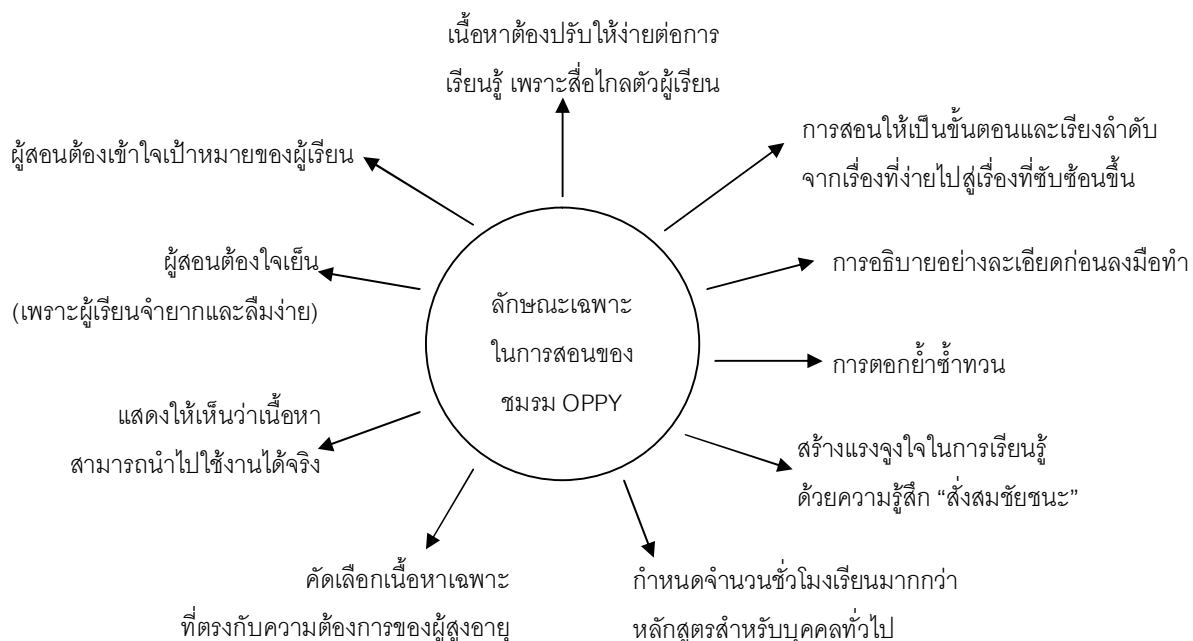 เนื้อหาต้องปรับให้ง่ายต่อการ
เรียนรู้ เพราะสื่อไกลตัวผู้เรียน
การสอนให้เป็นขั้นตอนและเรียงลำดับ
จากเรื่องที่ง่ายไปสู่เรื่องที่ซับซ้อนขึ้น
การอธิบายอย่างละเอียดก่อนลงมือทำ
การตอกย้ำซ้ำทวน
สร้างแรงจูงใจในการเรียนรู้
ด้วยความรู้สึก “สั่งสมชัยชนะ”
กำหนดจำนวนชั่วโมงเรียนมากกว่า
หลักสูตรสำหรับบุคคลทั่วไป
คัดเลือกเนื้อหาเฉพาะ
ที่ตรงกับความต้องการของผู้สูงอายุ
แสดงให้เห็นว่าเนื้อหา
สามารถนำไปใช้งานได้จริง
ผู้สอนต้องใจเย็น
(เพราะผู้เรียนจำยากและลืมง่าย)
ผู้สอนต้องเข้าใจเป้าหมายของผู้เรียน
ลักษณะเฉพาะ
ในการสอนของ
ชมรม OPPY